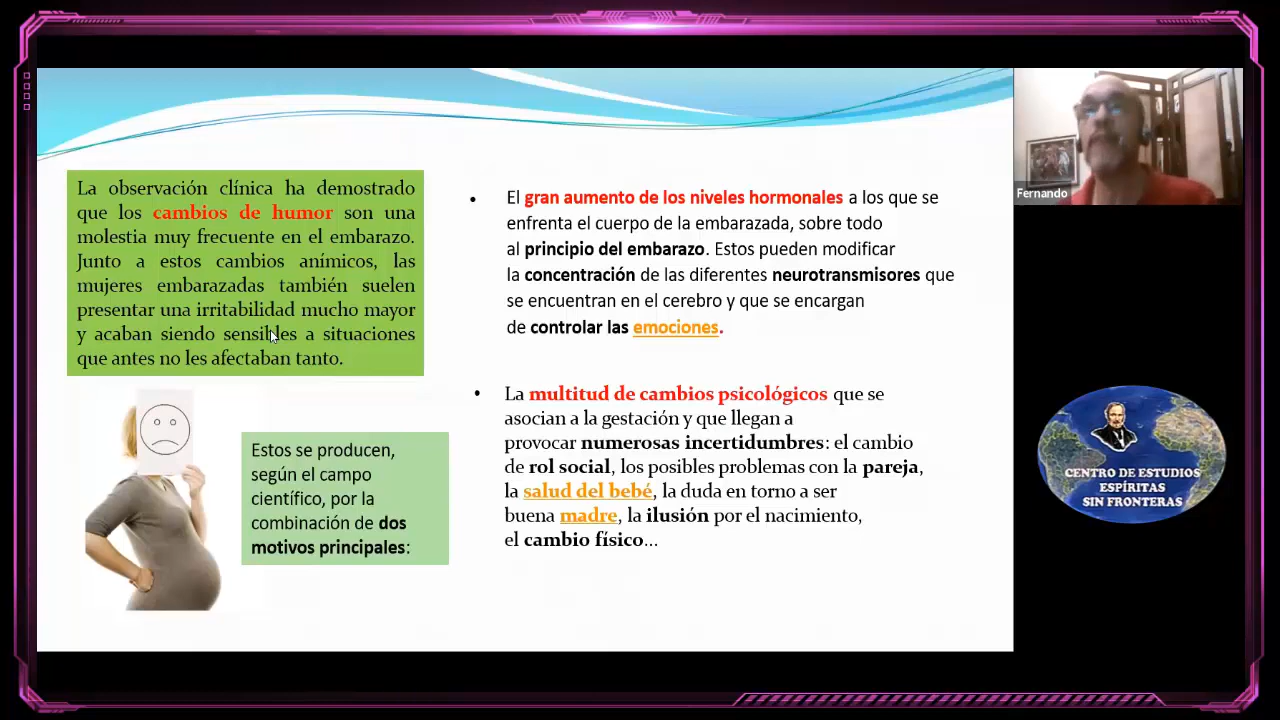 La observación clínica ha demostrado
que los cambios de humor son una
molestia muy frecuente en el embarazo.
Junto a estos cambios anímicos, las
mujeres embarazadas también suelen
presentar una irritabilidad mucho mayor
y acaban siendo sensibles a situaciones
que antes no les afectaban tanto.
Estos se producen,
según el campo
científico, por la
combinación de dos
motivos principales:
• El gran aumento de los niveles hormonales a los que se
enfrenta el cuerpo de la embarazada, sobre todo
al principio del embarazo. Estos pueden modificar
la concentración de las diferentes neurotransmisores que
se encuentran en el cerebro y que se encargan
de controlar las emociones.
• La multitud de cambios psicológicos que se
asocian a la gestación y que llegan a
provocar numerosas incertidumbres: el cambio
de rol social, los posibles problemas con la pareja,
la salud del bebé, la duda en torno a ser
buena madre, la ilusión por el nacimiento,
el cambio físico...
Fernando
CENTRO DE ESTUDIOS
ESPÍRITAS
SIN FRONTERAS